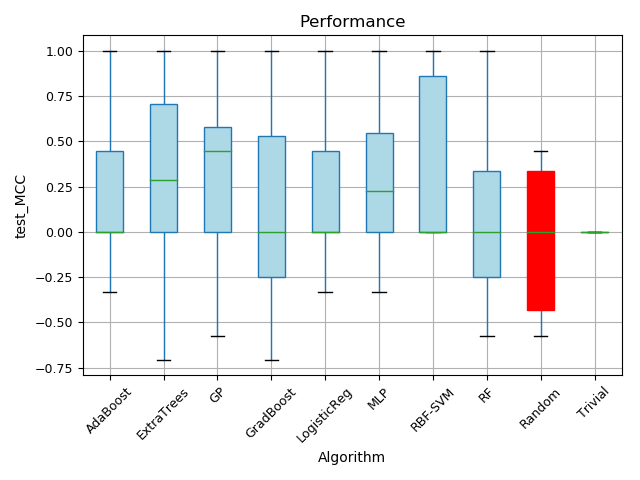 Performance
1.00
0.75
0.50
0.25
0.00
−0.25
−0.50
−0.75
test_MCC
AdaBoost
ExtraTrees
GP
GradBoost
LogisticReg
MLP
RBF-SVM
RF
Random
Trivial
Algorithm